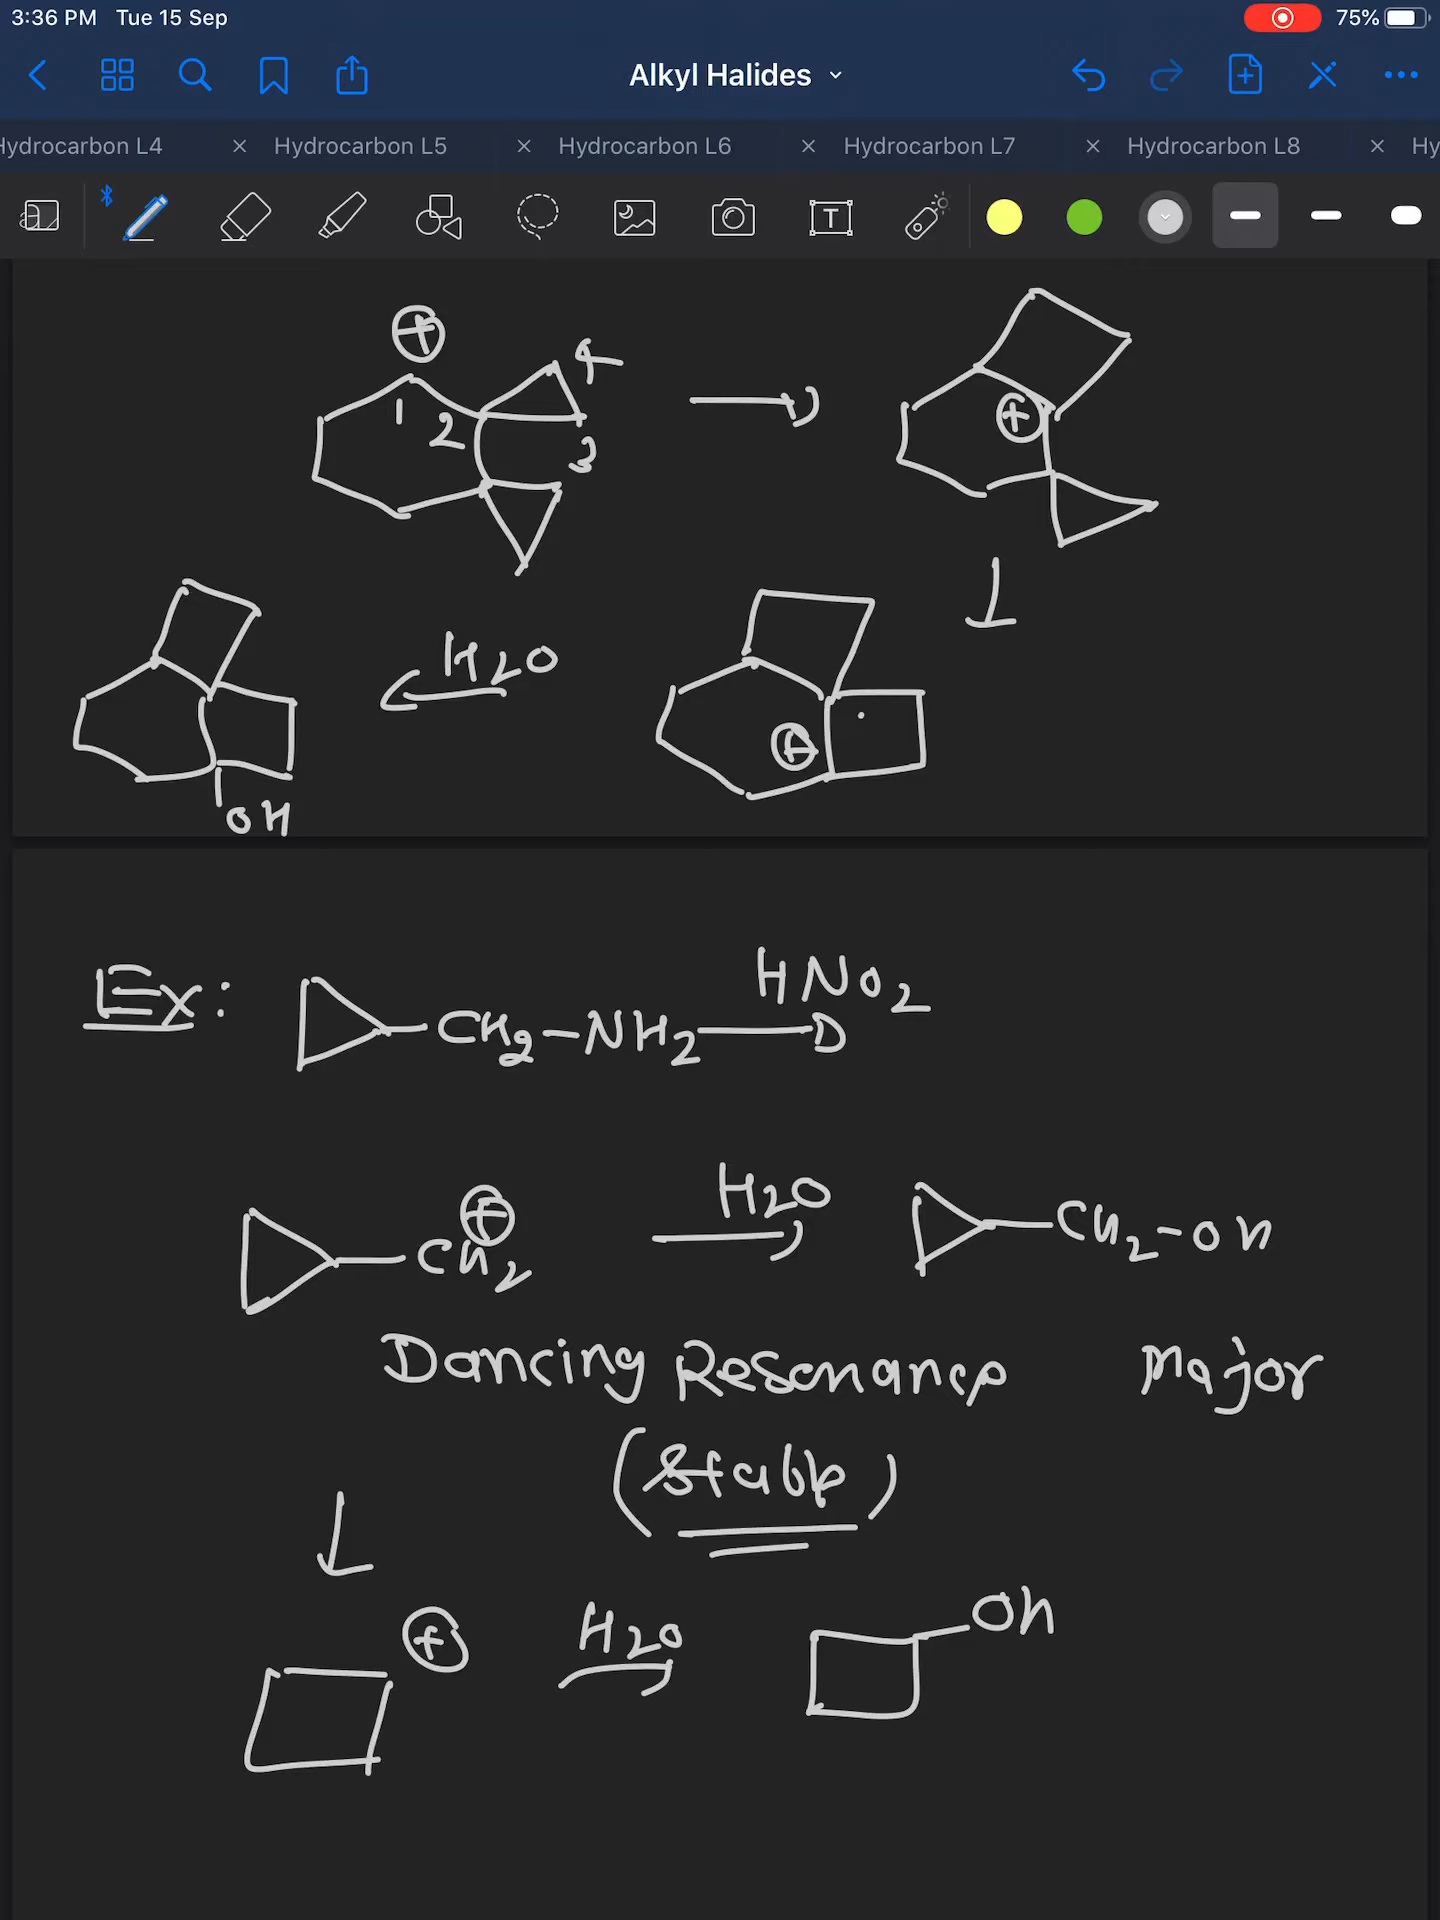 3:36 PM Tue 15 Sep 75%
Alkyl Halides
Hydrocarbon L4 × Hydrocarbon L5 × Hydrocarbon L6 × Hydrocarbon L7 × Hydrocarbon L8 × Hy
T
⊕
1 2 3 4
⊕
H2O
⊕
OH
Ex: CH2-NH2 HNO2
⊕
CH2 H2O CH2-OH
Dancing Resonance Major
(Stable)
⊕ H2O OH